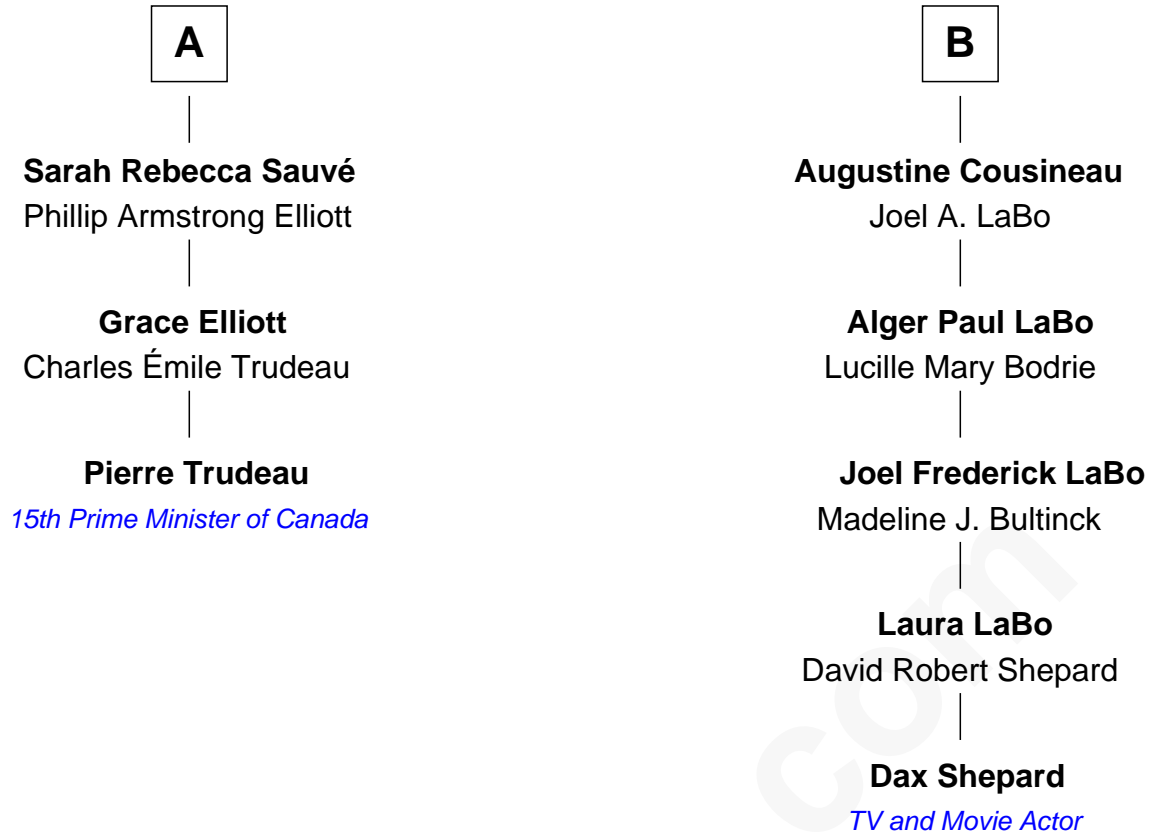 A
Sarah Rebecca Sauvé
Phillip Armstrong Elliott
Grace Elliott
Charles Émile Trudeau
Pierre Trudeau
15th Prime Minister of Canada
B
Augustine Cousineau
Joel A. LaBo
Alger Paul LaBo
Lucille Mary Bodrie
Joel Frederick LaBo
Madeline J. Bultinck
Laura LaBo
David Robert Shepard
Dax Shepard
TV and Movie Actor
com